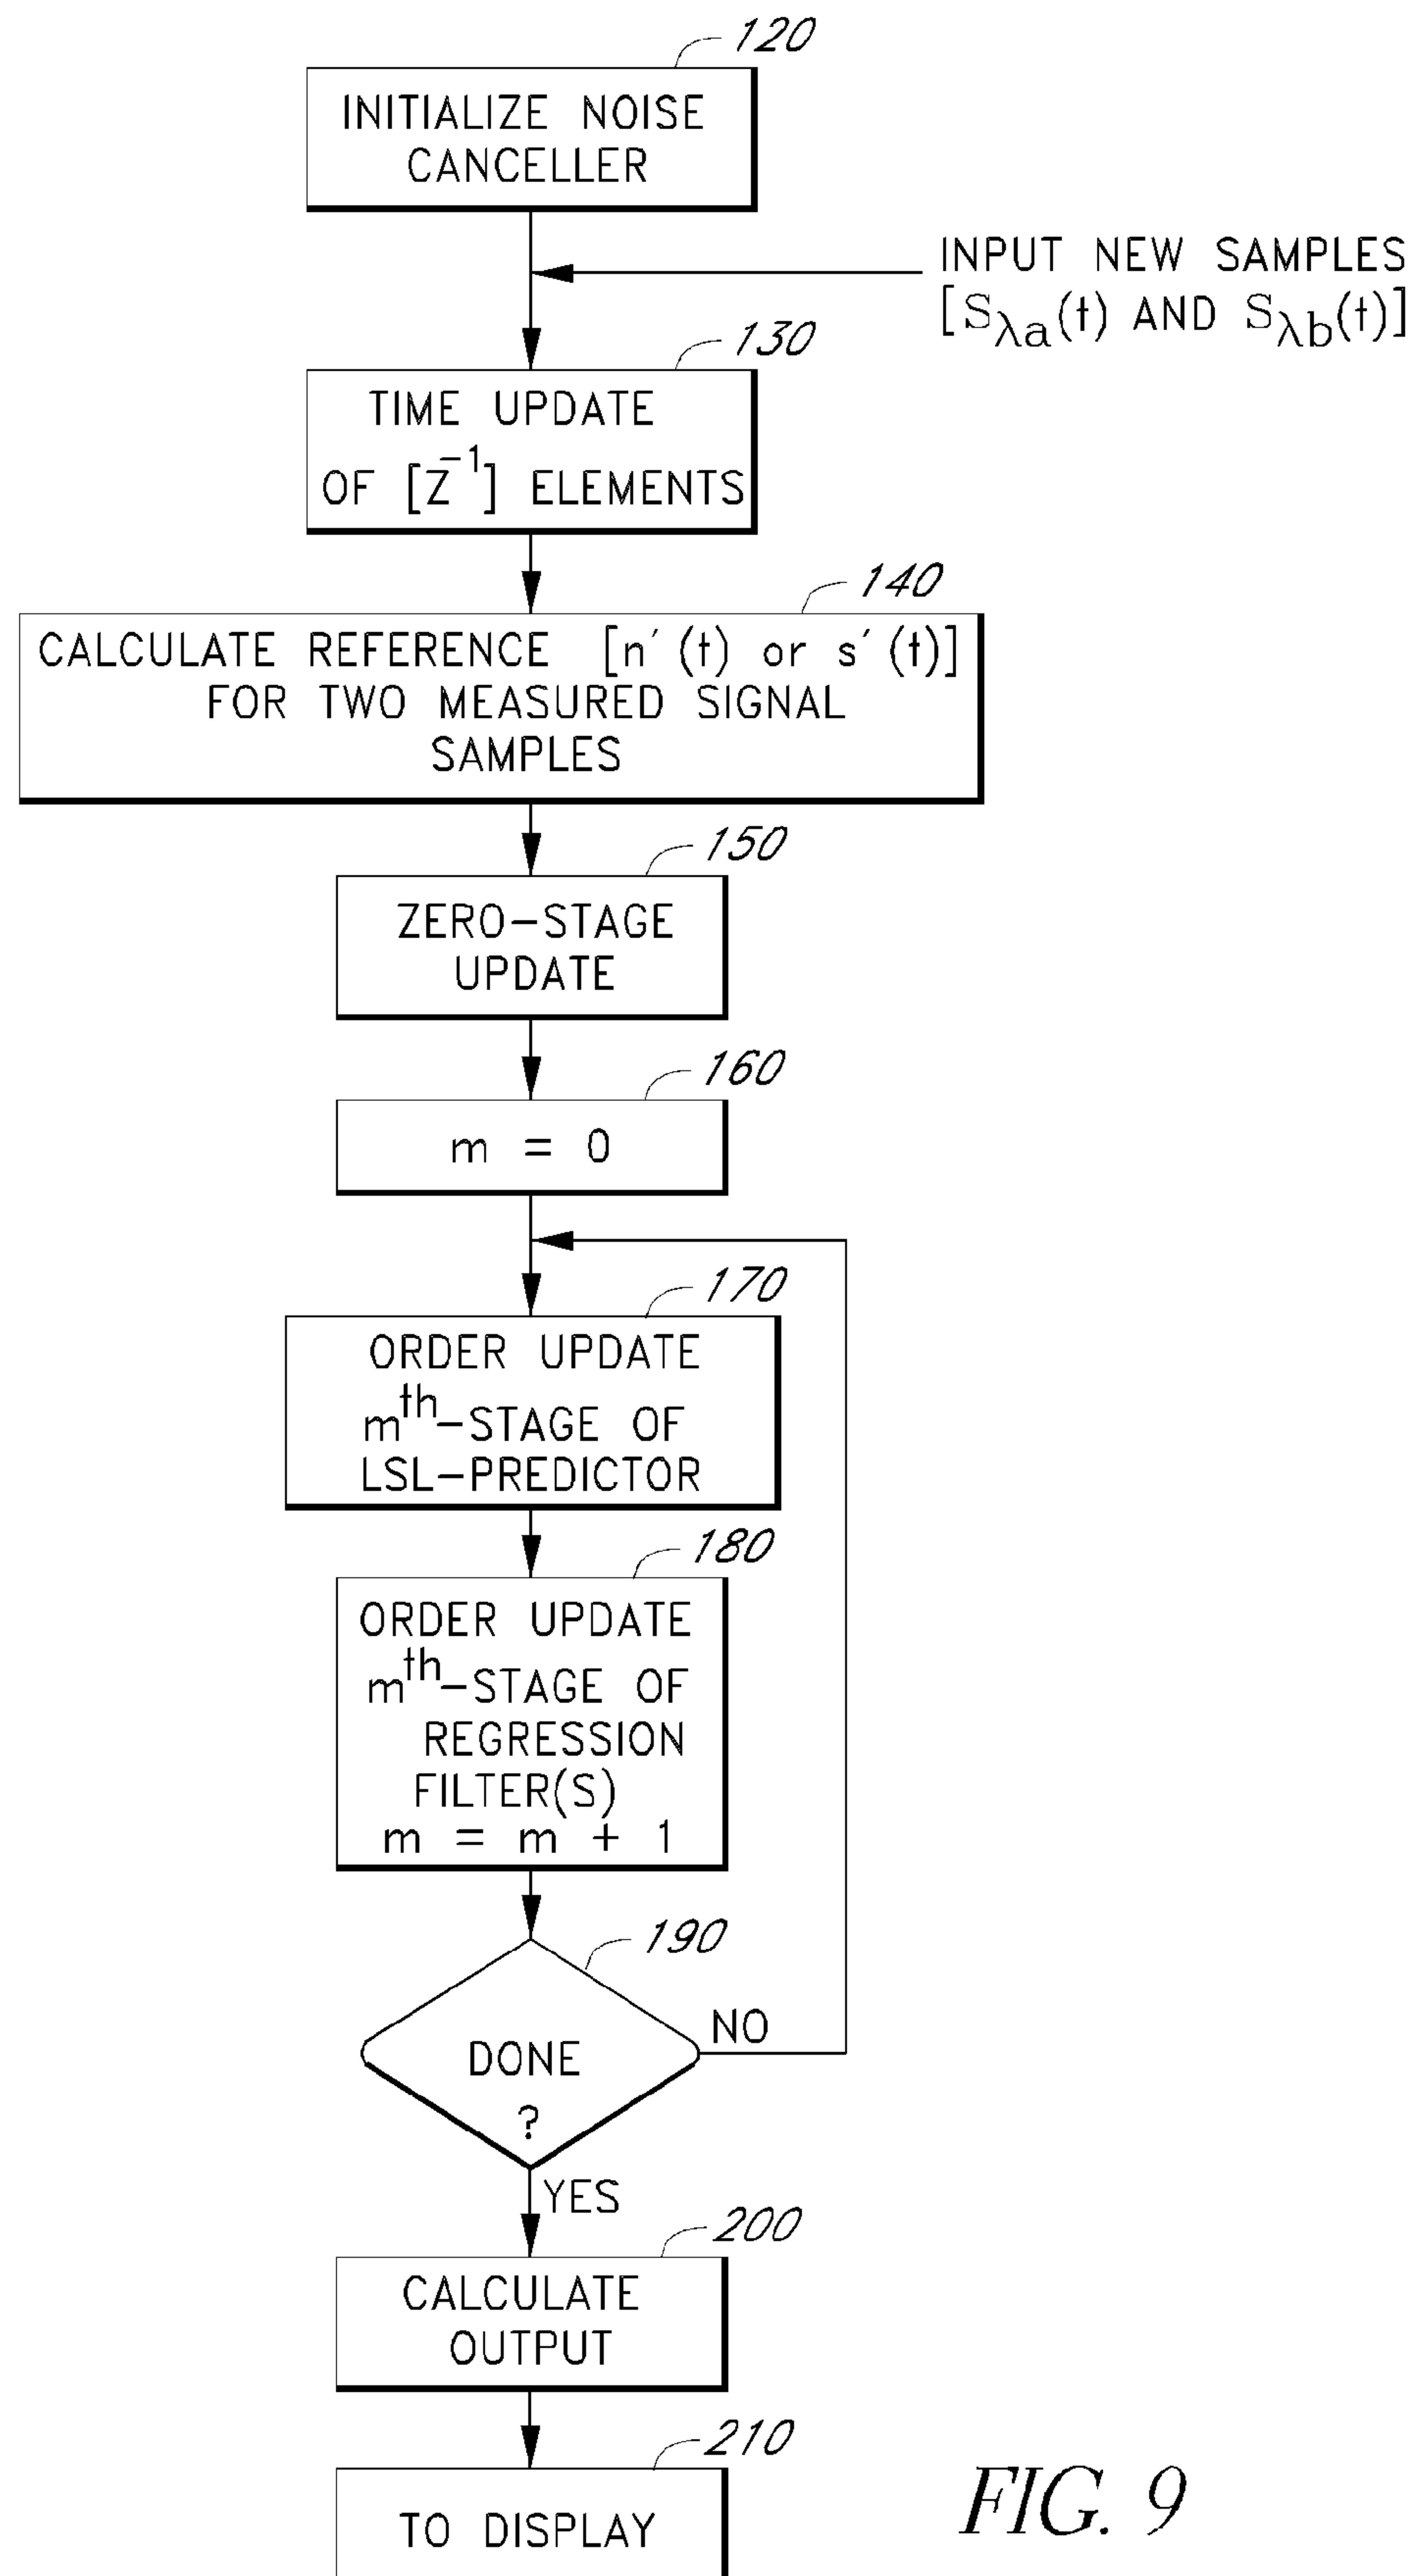 120
INITIALIZE NOISE
CANCELLER
INPUT NEW SAMPLES
[Sλa(t) AND Sλb(t)]
130
TIME UPDATE
OF [Z⁻¹] ELEMENTS
140
CALCULATE REFERENCE [n′(t) or s′(t)]
FOR TWO MEASURED SIGNAL
SAMPLES
150
ZERO-STAGE
UPDATE
160
m = 0
170
ORDER UPDATE
mᵗʰ-STAGE OF
LSL-PREDICTOR
180
ORDER UPDATE
mᵗʰ-STAGE OF
REGRESSION
FILTER(S)
m = m + 1
190
DONE
?
NO
YES
200
CALCULATE
OUTPUT
210
TO DISPLAY
FIG. 9